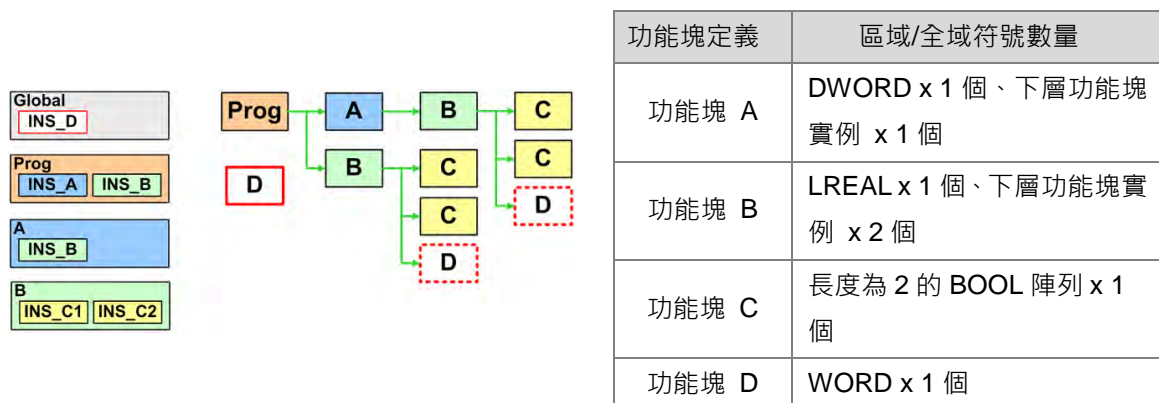 Global
INS_D
Prog
INS_A INS_B
A
INS_B
B
INS_C1 INS_C2
Prog A B C
C
B C
D
D
C
D
功能塊定義 區域/全域符號數量
功能塊 A DWORD x 1 個、下層功能塊
實例 x 1 個
功能塊 B LREAL x 1 個、下層功能塊實
例 x 2 個
功能塊 C 長度為 2 的 BOOL 陣列 x 1
個
功能塊 D WORD x 1 個